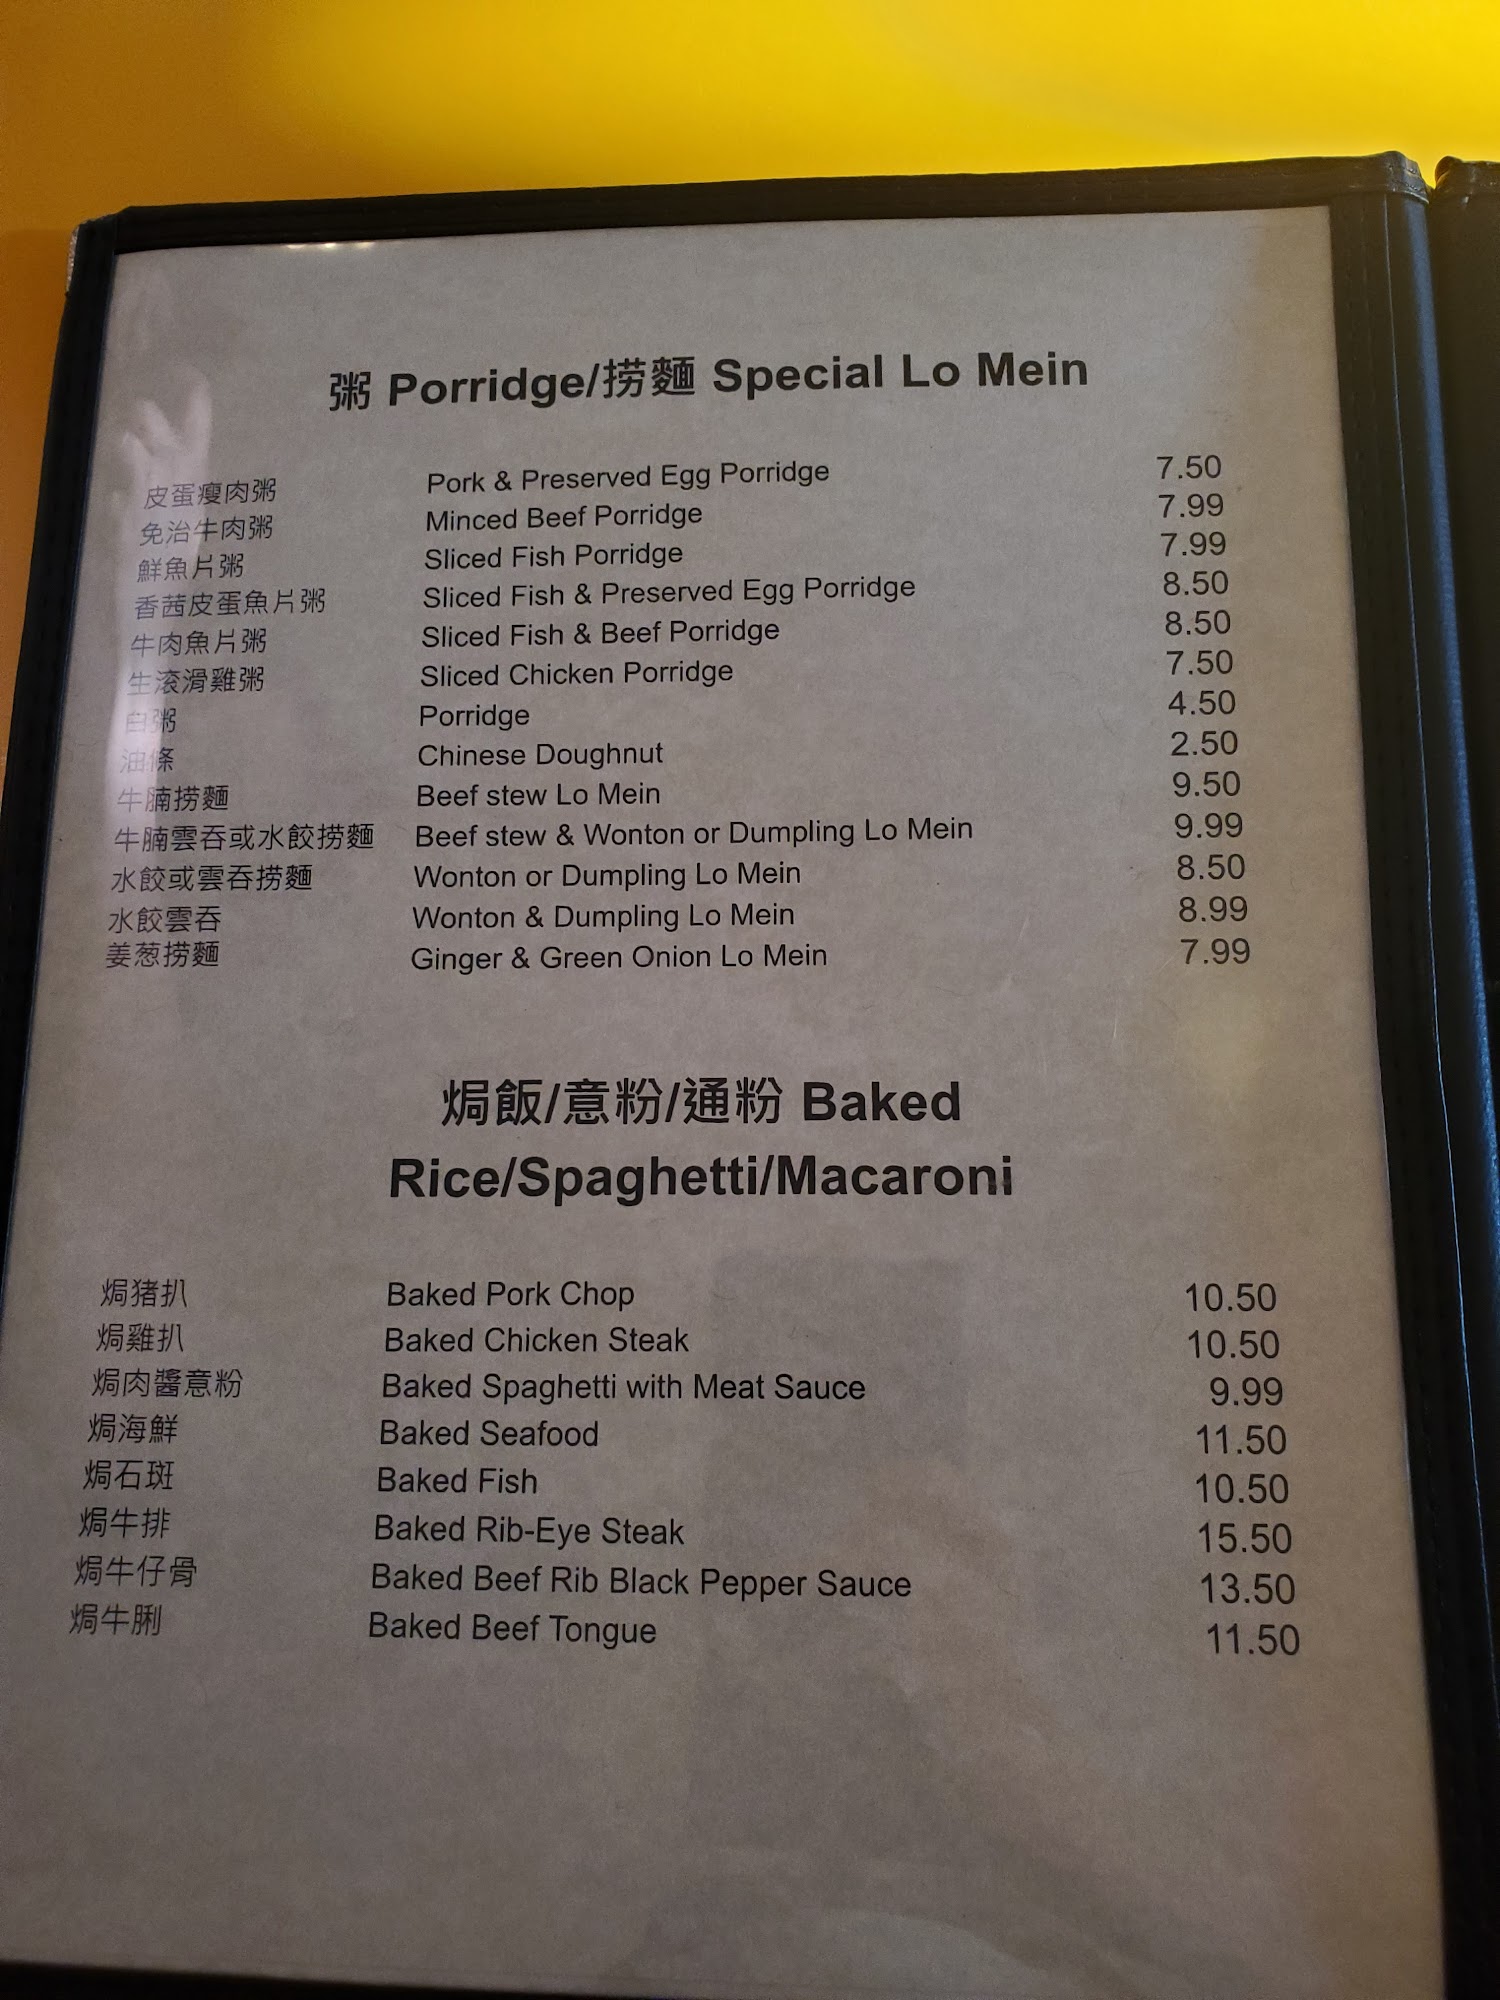 粥 Porridge/捞麵 Special Lo Mein
皮蛋瘦肉粥 Pork & Preserved Egg Porridge 7.50
免治牛肉粥 Minced Beef Porridge 7.99
鮮魚片粥 Sliced Fish Porridge 7.99
香茜皮蛋魚片粥 Sliced Fish & Preserved Egg Porridge 8.50
牛肉魚片粥 Sliced Fish & Beef Porridge 8.50
生滚滑雞粥 Sliced Chicken Porridge 7.50
白粥 Porridge 4.50
油條 Chinese Doughnut 2.50
牛腩捞麵 Beef stew Lo Mein 9.50
牛腩雲吞或水餃捞麵 Beef stew & Wonton or Dumpling Lo Mein 9.99
水餃或雲吞捞麵 Wonton or Dumpling Lo Mein 8.50
水餃雲吞 Wonton & Dumpling Lo Mein 8.99
姜葱捞麵 Ginger & Green Onion Lo Mein 7.99
焗飯/意粉/通粉 Baked
Rice/Spaghetti/Macaroni
焗猪扒 Baked Pork Chop 10.50
焗雞扒 Baked Chicken Steak 10.50
焗肉醬意粉 Baked Spaghetti with Meat Sauce 9.99
焗海鮮 Baked Seafood 11.50
焗石斑 Baked Fish 10.50
焗牛排 Baked Rib-Eye Steak 15.50
焗牛仔骨 Baked Beef Rib Black Pepper Sauce 13.50
焗牛脷 Baked Beef Tongue 11.50